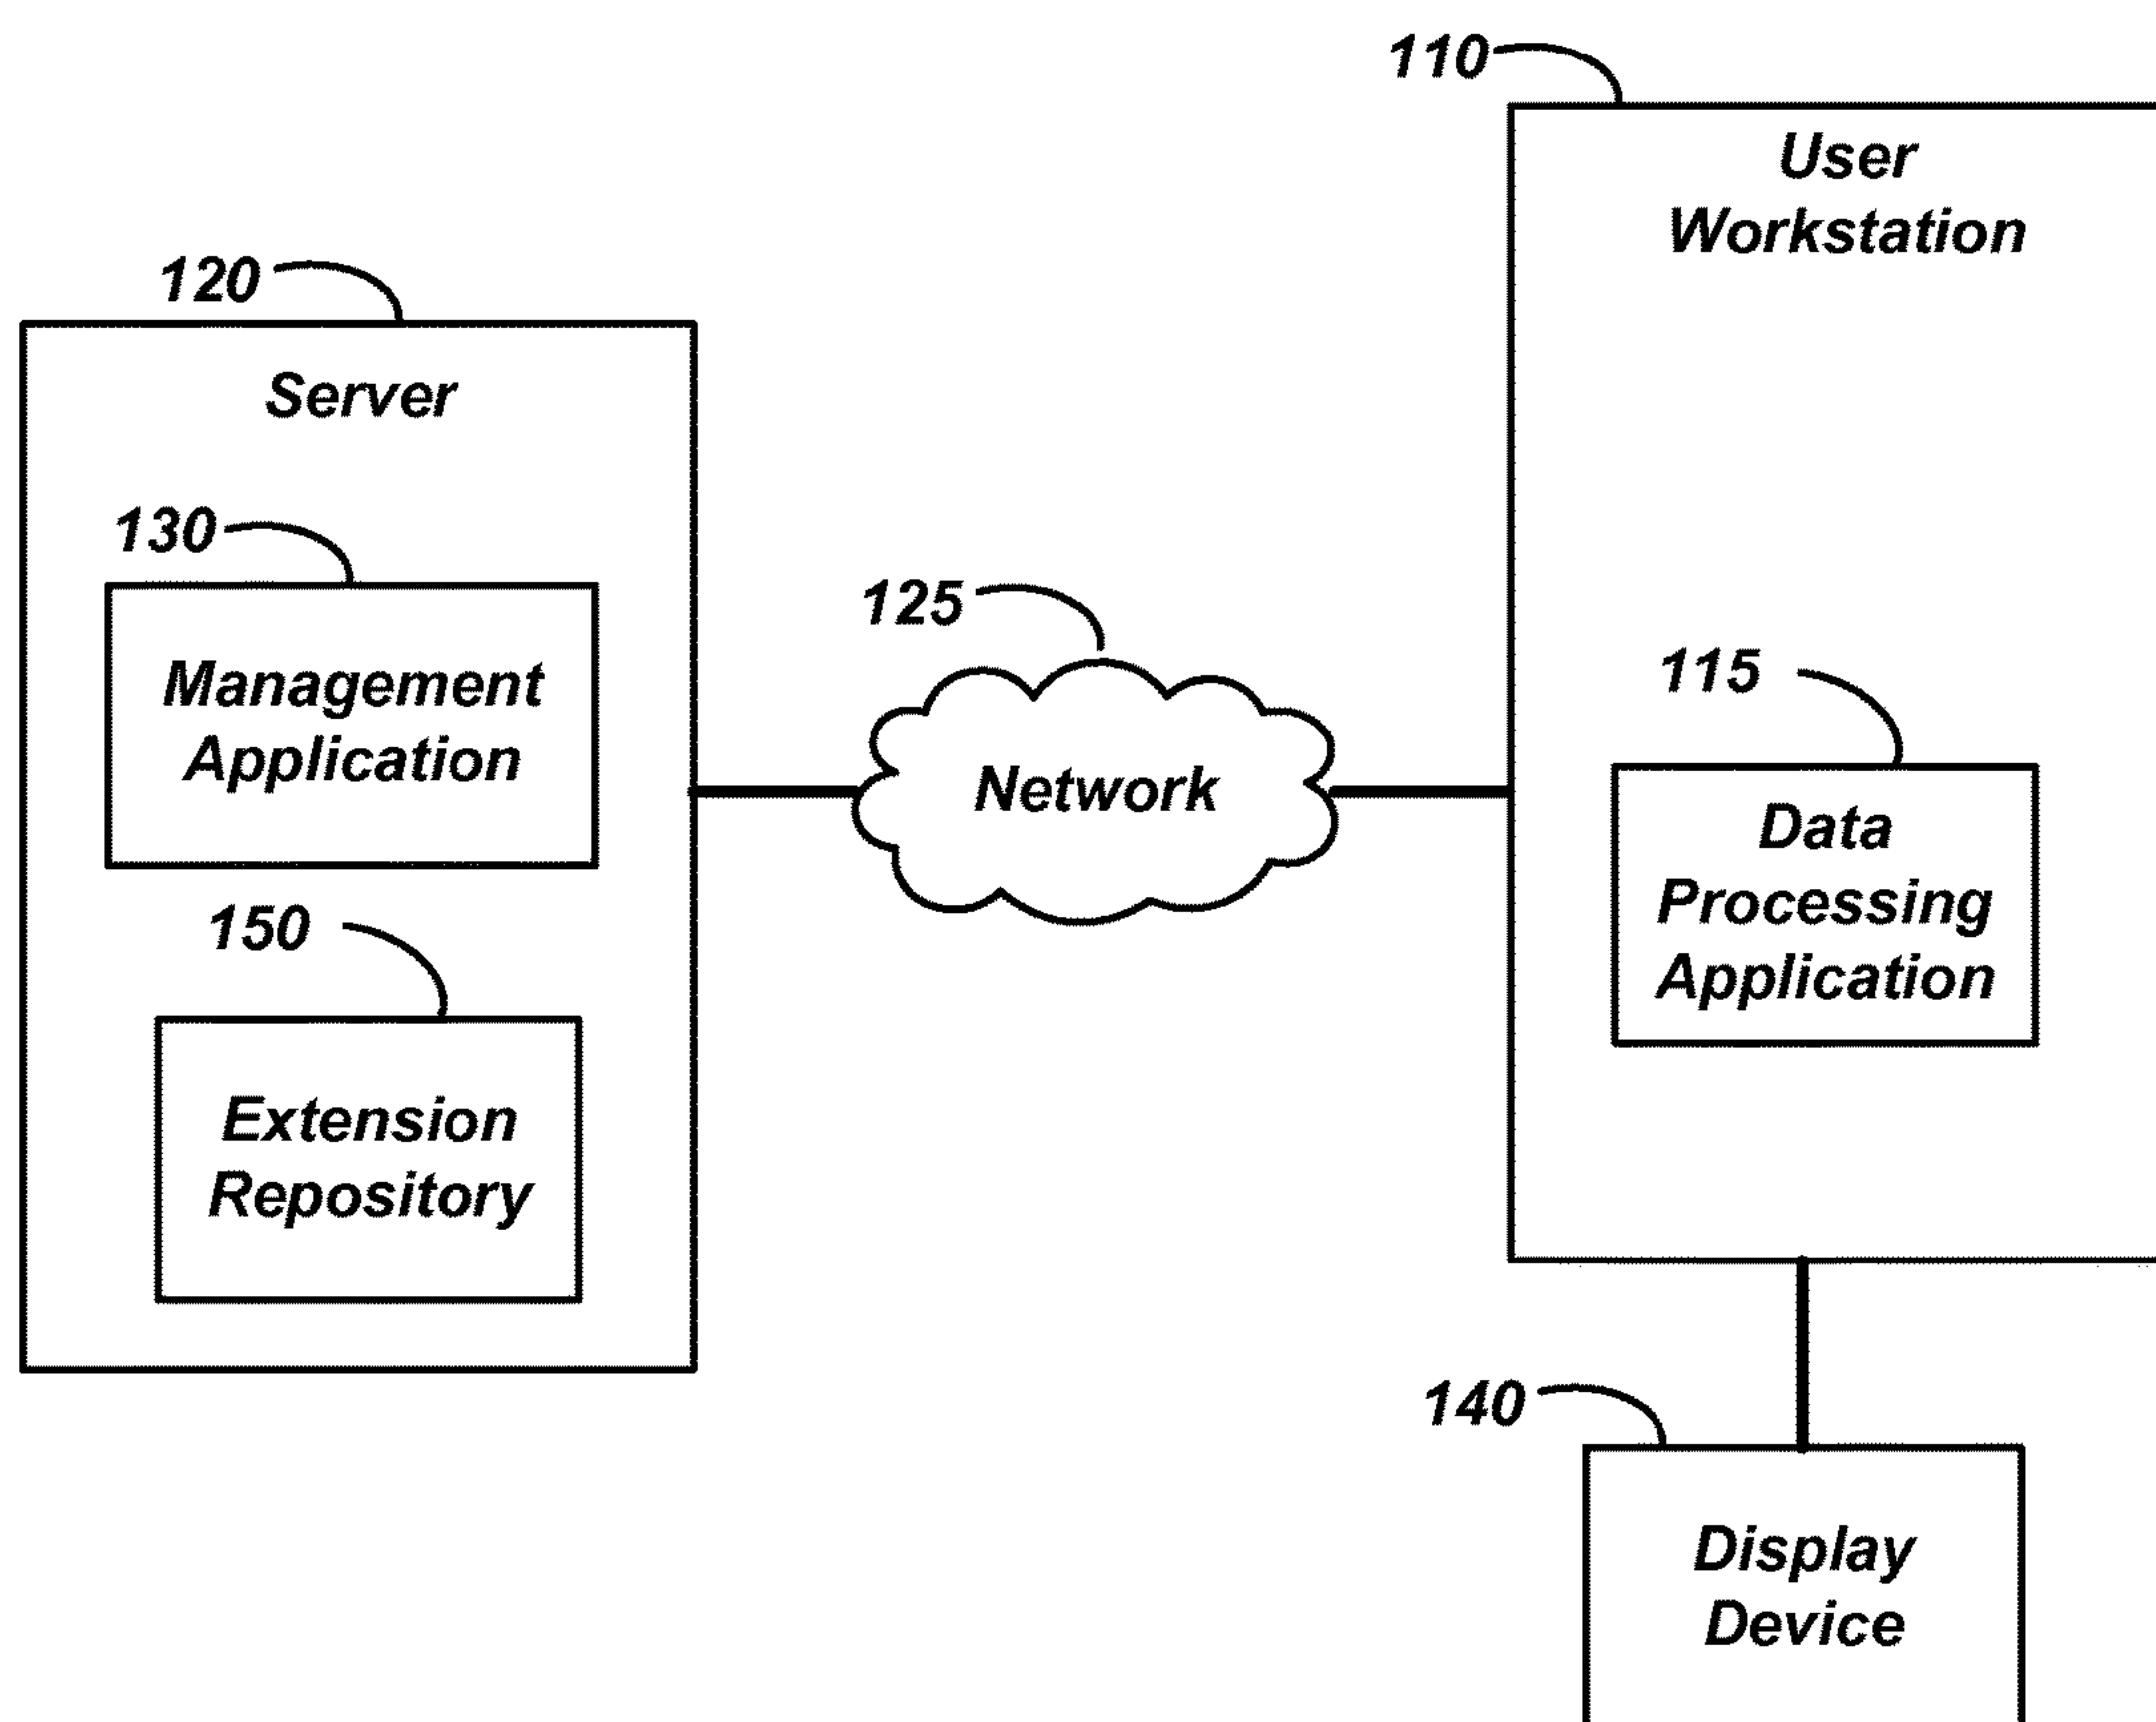 110
User
Workstation
120
Server
130
Management
Application
125
Network
115
Data
Processing
Application
150
Extension
Repository
140
Display
Device